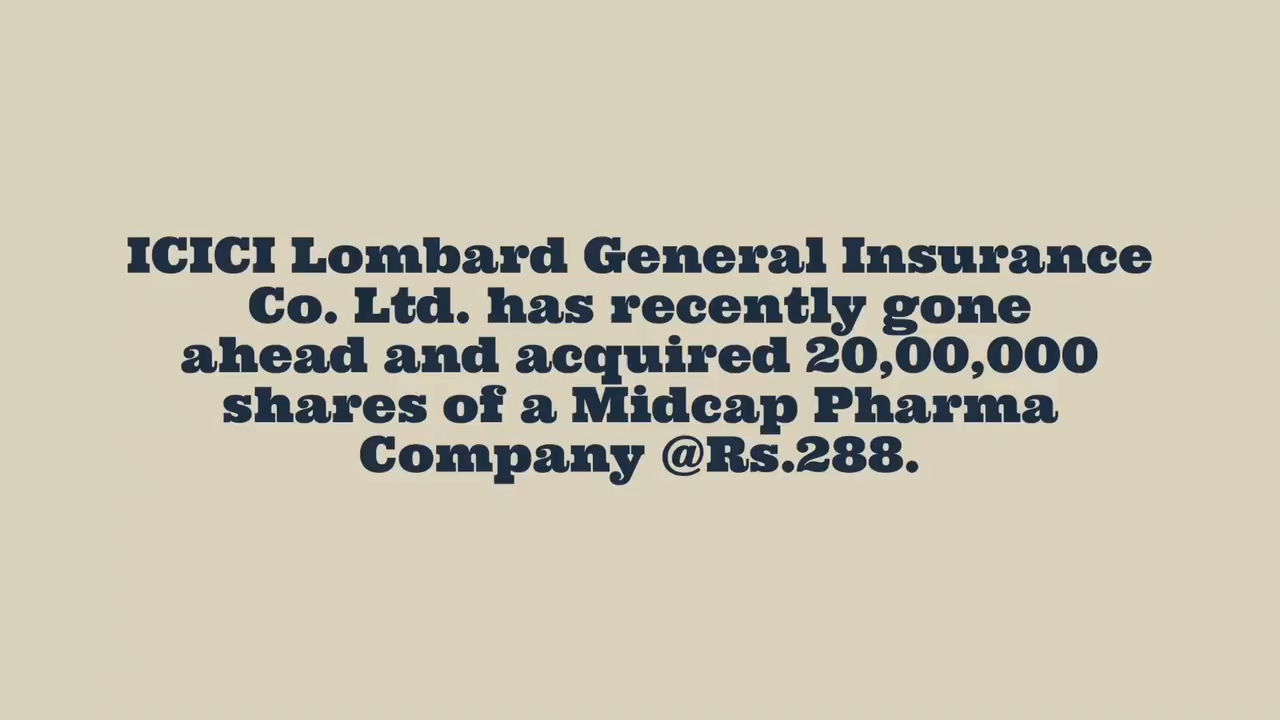 ICICI Lombard General Insurance
Co. Ltd. has recently gone
ahead and acquired 20,00,000
shares of a Midcap Pharma
Company @Rs.288.